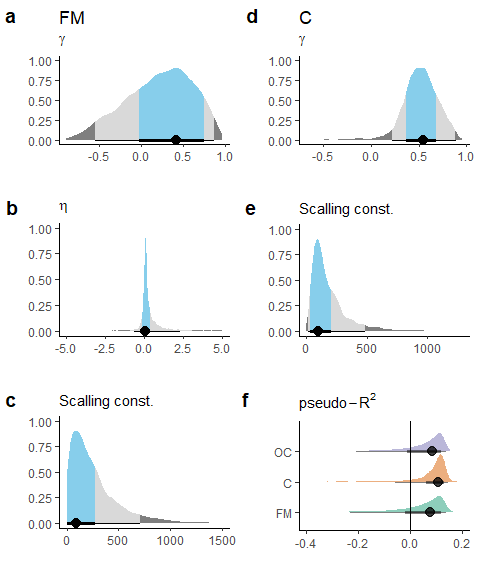 a FM
γ
1.00
0.75
0.50
0.25
0.00
-0.5 0.0 0.5 1.0
d C
γ
1.00
0.75
0.50
0.25
0.00
-0.5 0.0 0.5 1.0
b η
1.00
0.75
0.50
0.25
0.00
-5.0 -2.5 0.0 2.5 5.0
e Scalling const.
1.00
0.75
0.50
0.25
0.00
0 500 1000
c Scalling const.
1.00
0.75
0.50
0.25
0.00
0 500 1000 1500
f pseudo−R²
OC
C
FM
-0.4 -0.2 0.0 0.2